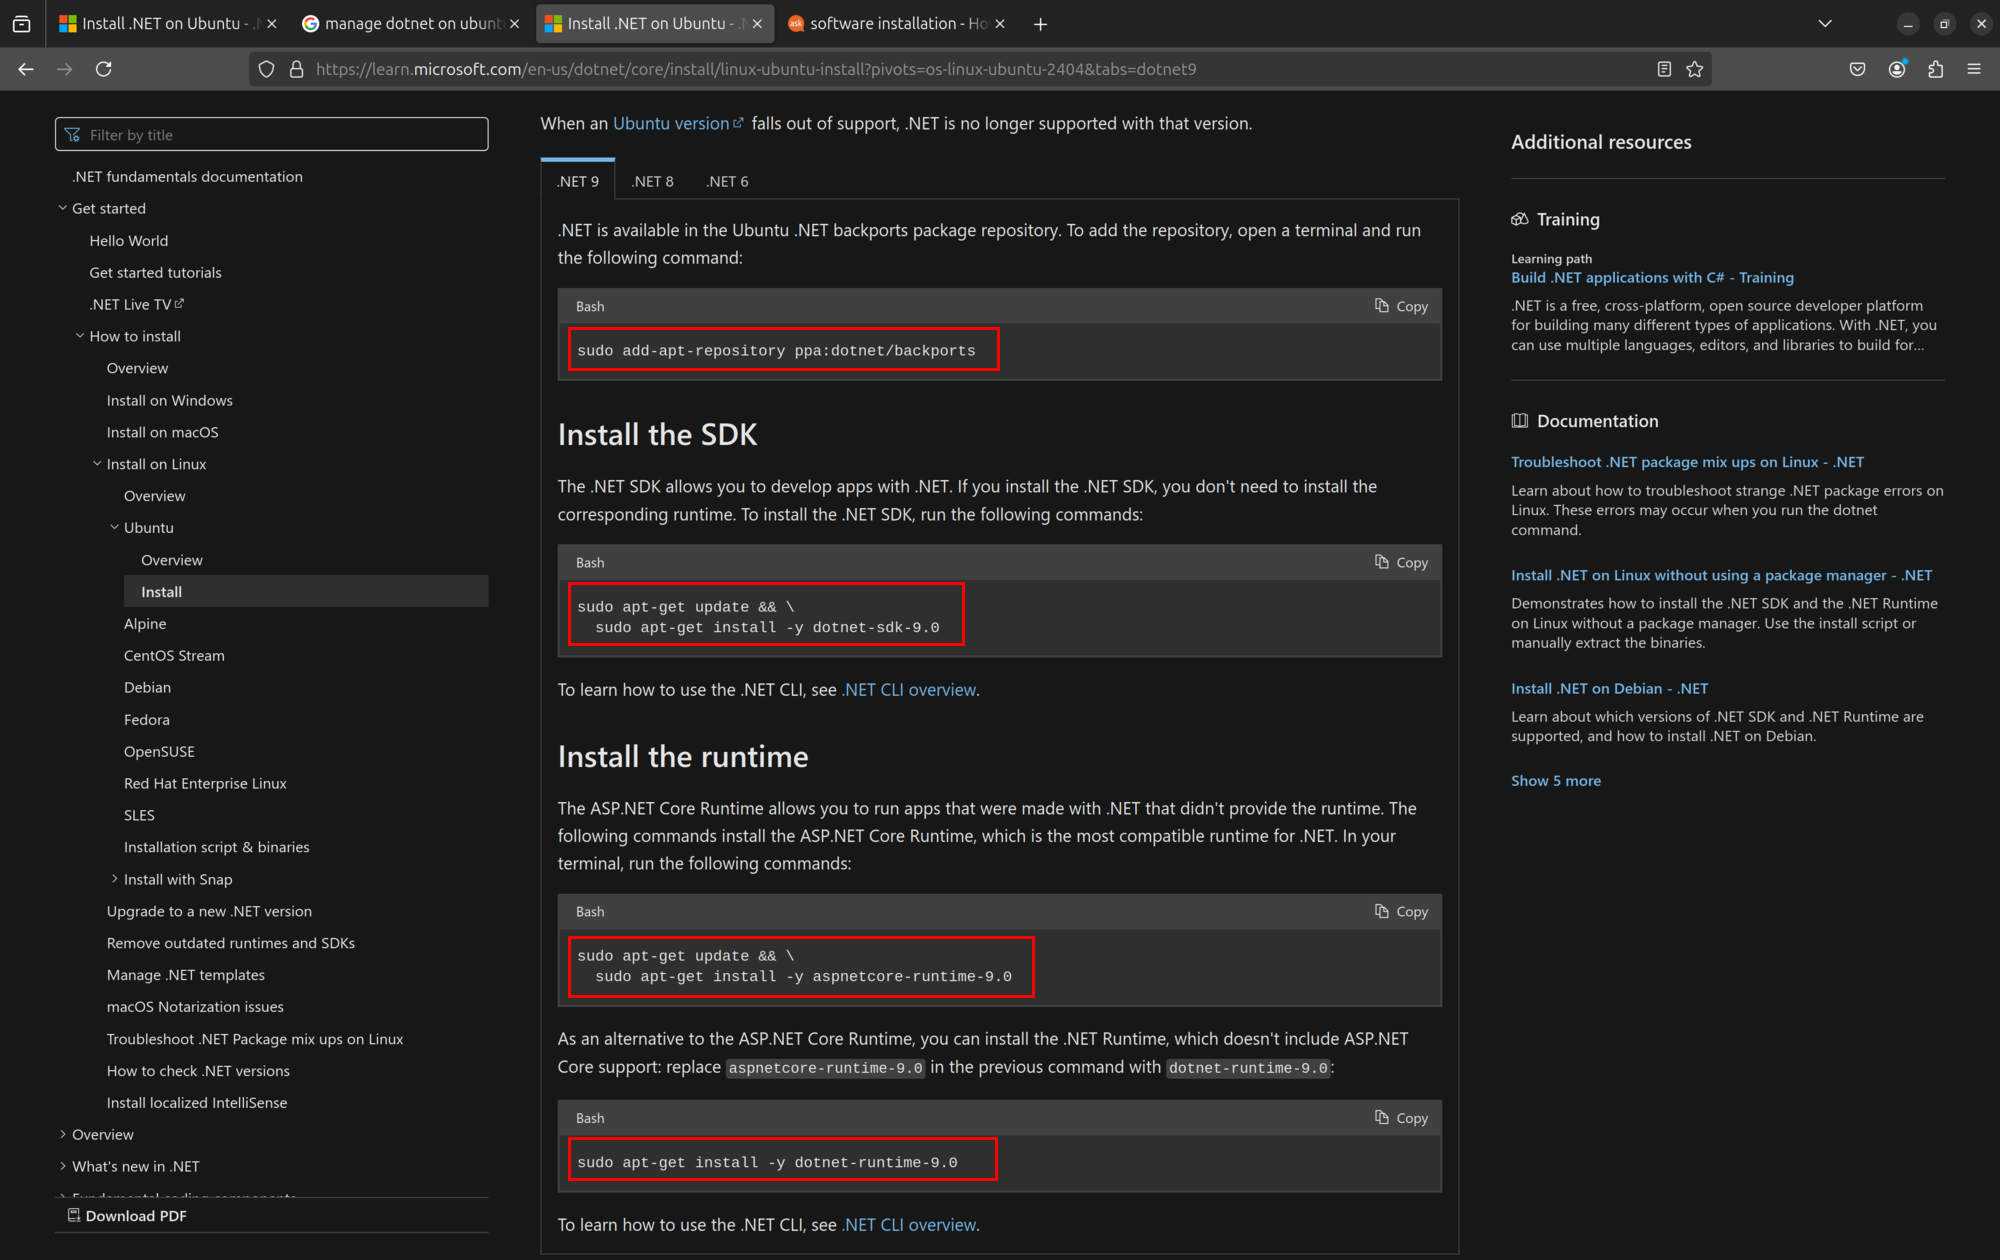 Install .NET on Ubuntu - .N
manage dotnet on ubunt
Install .NET on Ubuntu - .N
software installation - Ho
https://learn.microsoft.com/en-us/dotnet/core/install/linux-ubuntu-install?pivots=os-linux-ubuntu-2404&tabs=dotnet9
Filter by title
.NET fundamentals documentation
Get started
Hello World
Get started tutorials
.NET Live TV
How to install
Overview
Install on Windows
Install on macOS
Install on Linux
Overview
Ubuntu
Overview
Install
Alpine
CentOS Stream
Debian
Fedora
OpenSUSE
Red Hat Enterprise Linux
SLES
Installation script & binaries
Install with Snap
Upgrade to a new .NET version
Remove outdated runtimes and SDKs
Manage .NET templates
macOS Notarization issues
Troubleshoot .NET Package mix ups on Linux
How to check .NET versions
Install localized IntelliSense
Overview
What's new in .NET
Fundamental coding components
Download PDF
When an Ubuntu version falls out of support, .NET is no longer supported with that version.
.NET 9
.NET 8
.NET 6
.NET is available in the Ubuntu .NET backports package repository. To add the repository, open a terminal and run
the following command:
Bash
Copy
sudo add-apt-repository ppa:dotnet/backports
Install the SDK
The .NET SDK allows you to develop apps with .NET. If you install the .NET SDK, you don't need to install the
corresponding runtime. To install the .NET SDK, run the following commands:
Bash
Copy
sudo apt-get update && \
sudo apt-get install -y dotnet-sdk-9.0
To learn how to use the .NET CLI, see .NET CLI overview.
Install the runtime
The ASP.NET Core Runtime allows you to run apps that were made with .NET that didn't provide the runtime. The
following commands install the ASP.NET Core Runtime, which is the most compatible runtime for .NET. In your
terminal, run the following commands:
Bash
Copy
sudo apt-get update && \
sudo apt-get install -y aspnetcore-runtime-9.0
As an alternative to the ASP.NET Core Runtime, you can install the .NET Runtime, which doesn't include ASP.NET
Core support: replace aspnetcore-runtime-9.0 in the previous command with dotnet-runtime-9.0:
Bash
Copy
sudo apt-get install -y dotnet-runtime-9.0
To learn how to use the .NET CLI, see .NET CLI overview.
Additional resources
Training
Learning path
Build .NET applications with C# - Training
.NET is a free, cross-platform, open source developer platform
for building many different types of applications. With .NET, you
can use multiple languages, editors, and libraries to build for...
Documentation
Troubleshoot .NET package mix ups on Linux - .NET
Learn about how to troubleshoot strange .NET package errors on
Linux. These errors may occur when you run the dotnet
command.
Install .NET on Linux without using a package manager - .NET
Demonstrates how to install the .NET SDK and the .NET Runtime
on Linux without a package manager. Use the install script or
manually extract the binaries.
Install .NET on Debian - .NET
Learn about which versions of .NET SDK and .NET Runtime are
supported, and how to install .NET on Debian.
Show 5 more